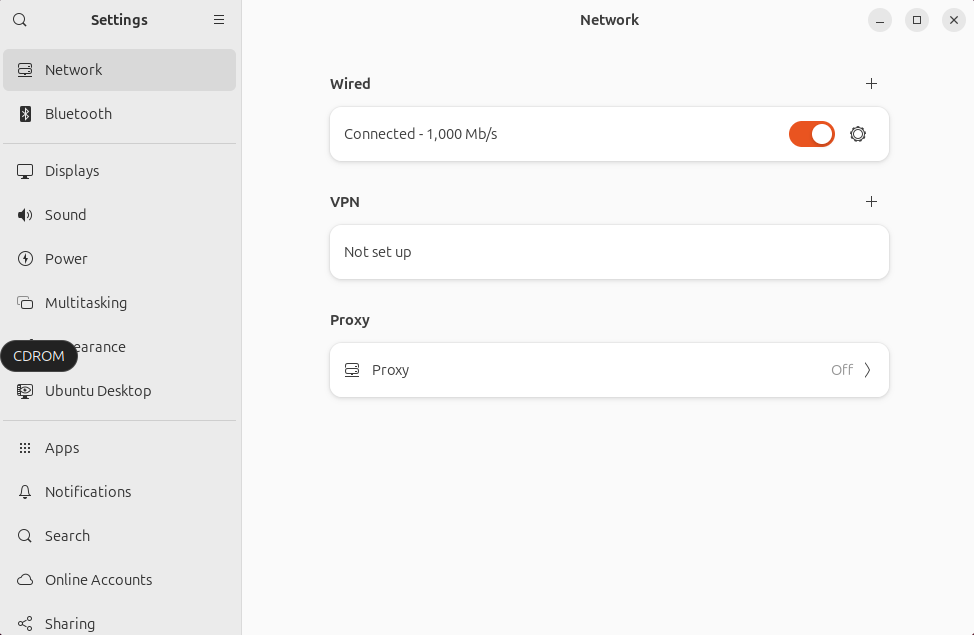 Settings
Network
Network
Bluetooth
Displays
Sound
Power
Multitasking
earance
CDROM
Ubuntu Desktop
Apps
Notifications
Search
Online Accounts
Sharing
Wired
Connected - 1,000 Mb/s
VPN
Not set up
Proxy
Proxy
Off